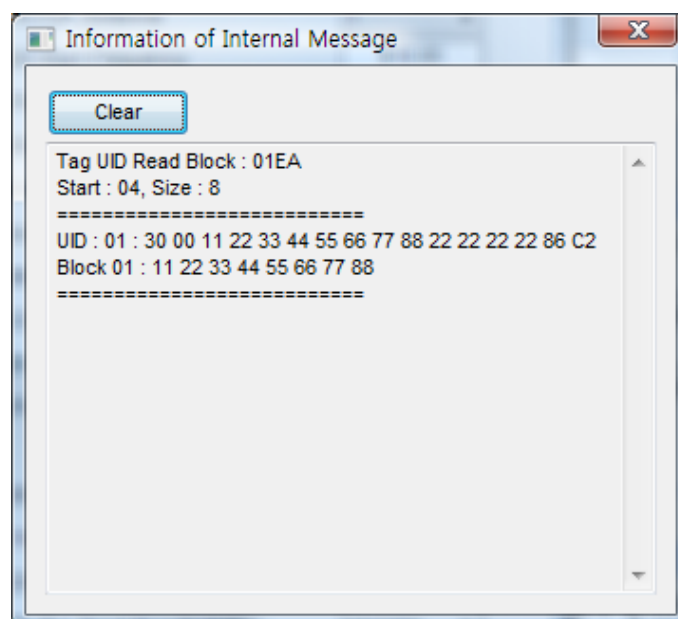 Information of Internal Message
Clear
Tag UID Read Block : 01EA
Start : 04, Size : 8
===========================
UID : 01 : 30 00 11 22 33 44 55 66 77 88 22 22 22 22 86 C2
Block 01 : 11 22 33 44 55 66 77 88
===========================